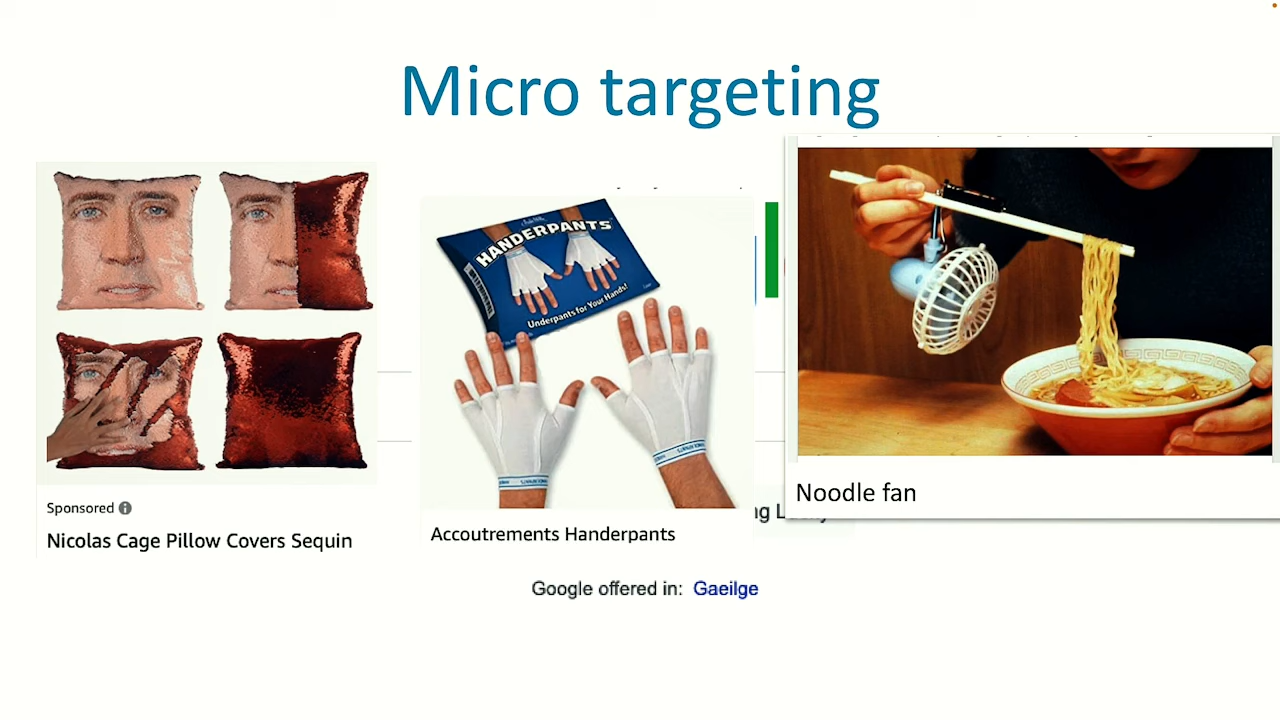 Micro targeting
HANDERPANTS
Underpants for Your Hands!
Sponsored
Nicolas Cage Pillow Covers Sequin
Accoutrements Handerpants
Noodle fan
Google offered in: Gaeilge